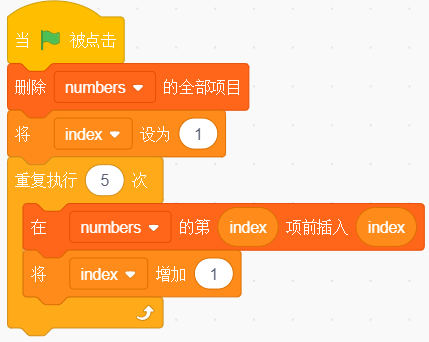 当 被点击
删除 numbers 的全部项目
将 index 设为 1
重复执行 5 次
在 numbers 的第 index 项前插入 index
将 index 增加 1